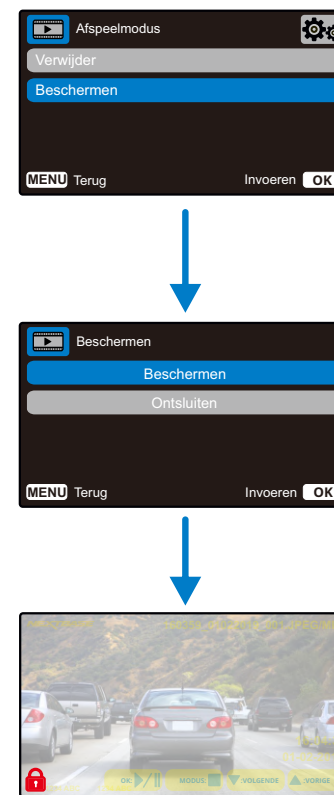 Afspeelmodus
Verwijder
Beschermen
MENU Terug Invoeren OK
Beschermen
Beschermen
Ontsluiten
MENU Terug Invoeren OK
OK MODUS: :VOLGENDE :VORIGE